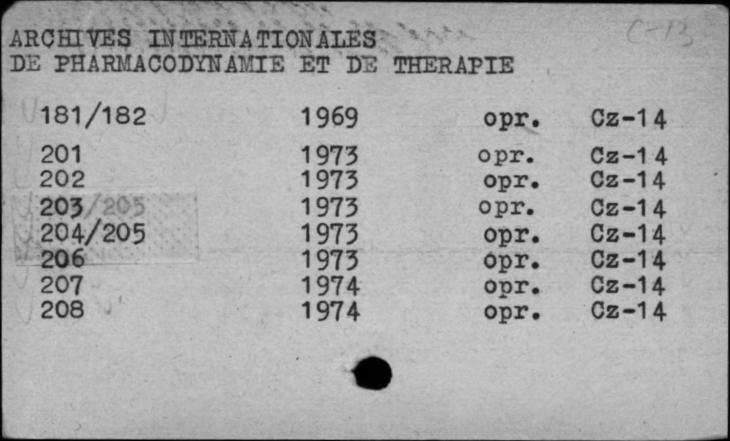 C-13
ARCHIVES INTERNATIONALES
DE PHARMACODYNAMIE ET DE THERAPIE
181/182 1969 opr. Cz-14
201 1973 opr. Cz-14
202 1973 opr. Cz-14
203/205 1973 opr. Cz-14
204/205 1973 opr. Cz-14
206 1973 opr. Cz-14
207 1974 opr. Cz-14
208 1974 opr. Cz-14